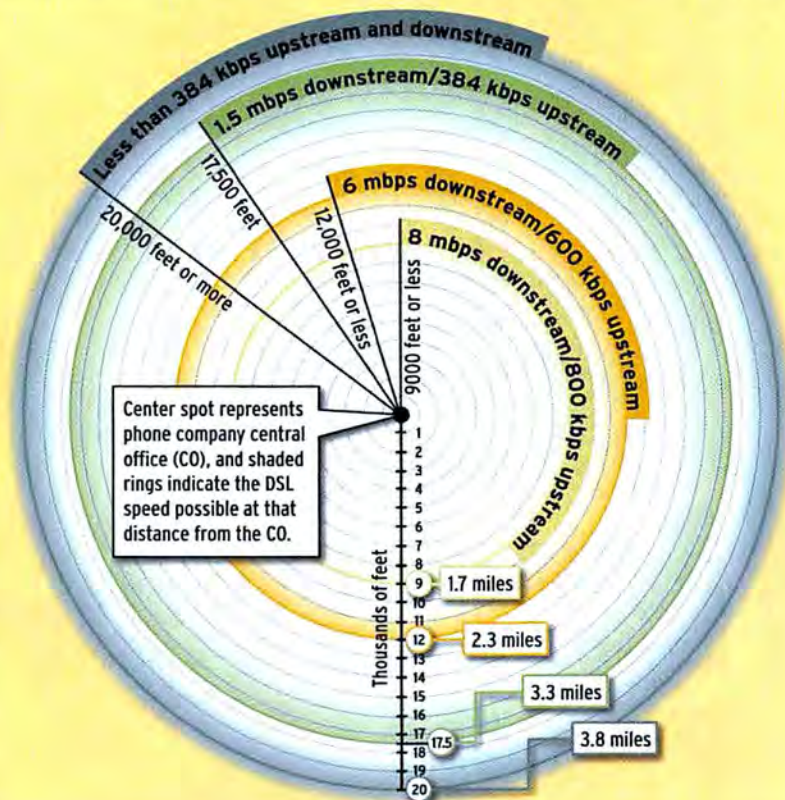 Less than 384 kbps upstream and downstream
1.5 mbps downstream/384 kbps upstream
6 mbps downstream/600 kbps upstream
8 mbps downstream/800 kbps upstream
20,000 feet or more
17,500 feet
12,000 feet or less
9000 feet or less
Center spot represents
phone company central
office (CO), and shaded
rings indicate the DSL
speed possible at that
distance from the CO.
Thousands of feet
1
2
3
4
5
6
7
8
9
1.7 miles
10
11
12
2.3 miles
13
14
15
16
17
17.5
3.3 miles
18
19
20
3.8 miles